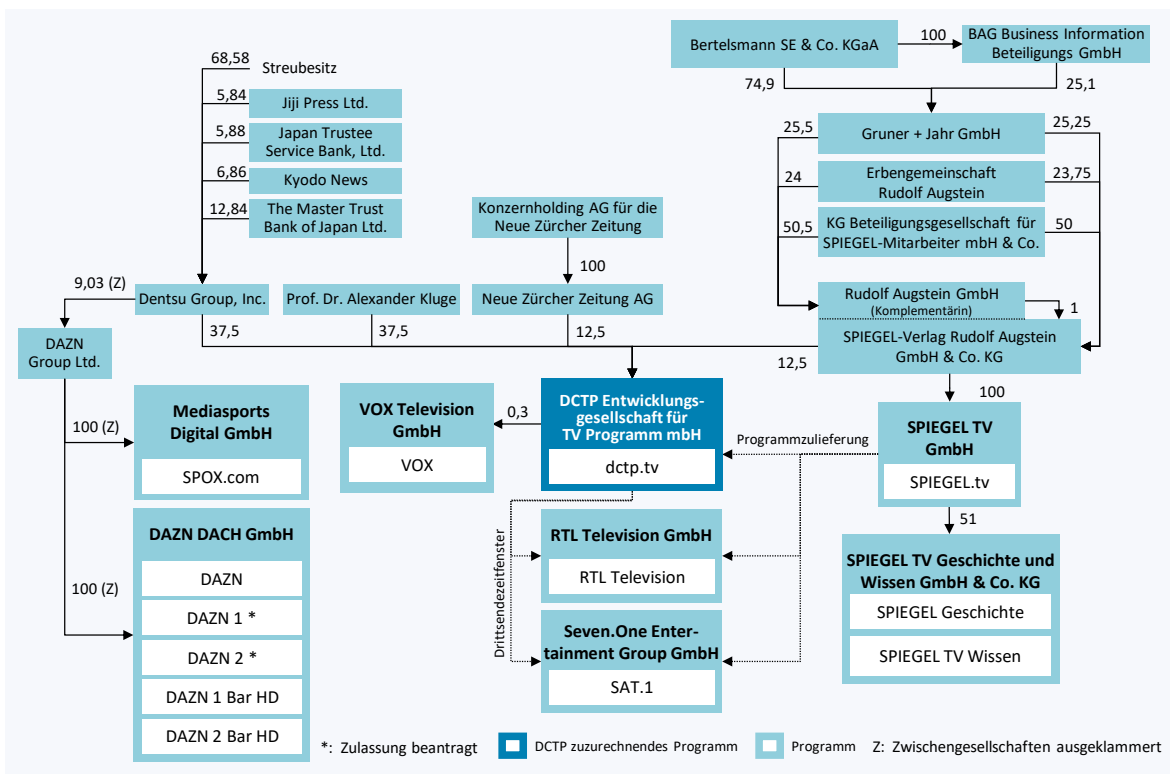 68,58
Streubesitz
5,84
Jiji Press Ltd.
5,88
Japan Trustee
Service Bank, Ltd.
6,86
Kyodo News
12,84
The Master Trust
Bank of Japan Ltd.
Bertelsmann SE & Co. KGaA
100
BAG Business Information
Beteiligungs GmbH
74,9
25,1
25,5
Gruner + Jahr GmbH
25,25
24
Erbengemeinschaft
Rudolf Augstein
23,75
50,5
KG Beteiligungsgesellschaft für
SPIEGEL-Mitarbeiter mbH & Co.
50
Konzernholding AG für die
Neue Zürcher Zeitung
100
9,03 (Z)
Dentsu Group, Inc.
Prof. Dr. Alexander Kluge
Neue Zürcher Zeitung AG
Rudolf Augstein GmbH
(Komplementärin)
1
SPIEGEL-Verlag Rudolf Augstein
GmbH & Co. KG
37,5
37,5
12,5
12,5
DAZN
Group Ltd.
100
100 (Z)
Mediasports
Digital GmbH
SPOX.com
VOX Television
GmbH
VOX
0,3
DCTP Entwicklungs-
gesellschaft für
TV Programm mbH
dctp.tv
Programmzulieferung
SPIEGEL TV
GmbH
SPIEGEL.tv
51
100 (Z)
DAZN DACH GmbH
DAZN
DAZN 1 *
DAZN 2 *
DAZN 1 Bar HD
DAZN 2 Bar HD
Drittsendezeitfenster
RTL Television GmbH
RTL Television
Seven.One Enter-
tainment Group GmbH
SAT.1
SPIEGEL TV Geschichte und
Wissen GmbH & Co. KG
SPIEGEL Geschichte
SPIEGEL TV Wissen
*: Zulassung beantragt
DCTP zuzurechnendes Programm
Programm
Z: Zwischengesellschaften ausgeklammert